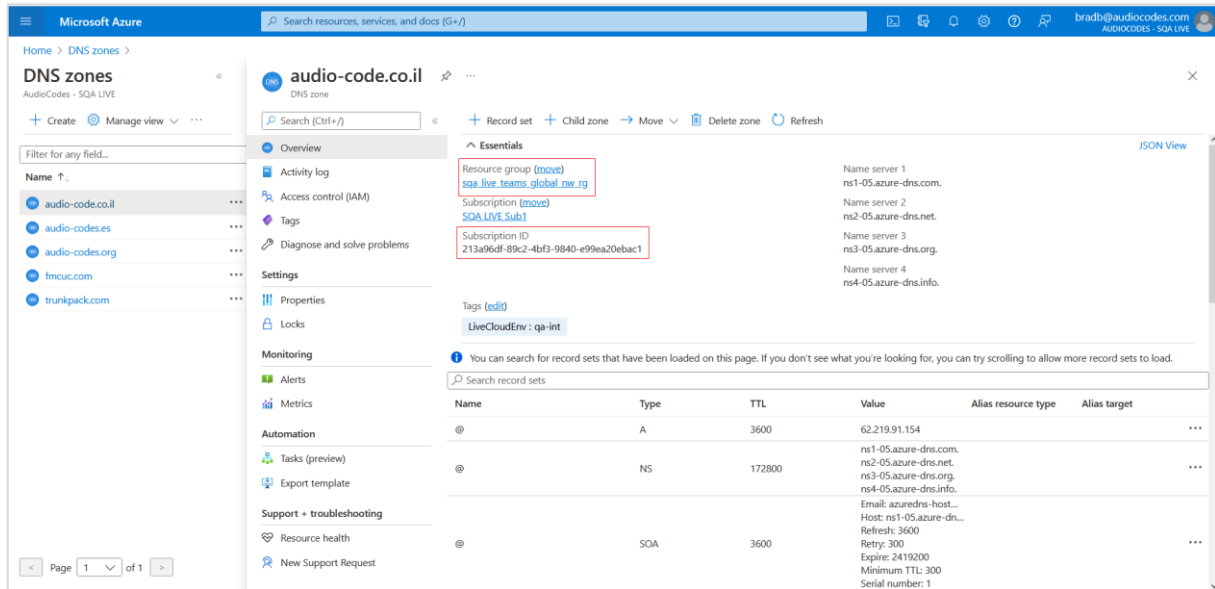 Microsoft Azure
Search resources, services, and docs (G+/)
bradb@audiocodes.com
AUDIOCODES - SQA LIVE
Home > DNS zones >
DNS zones
AudioCodes - SQA LIVE
+ Create Manage view ...
Filter for any field...
Name ↑↓
audio-code.co.il ...
audio-codes.es ...
audio-codes.org ...
fmcuc.com ...
trunkpack.com ...
< Page 1 of 1 >
DNS audio-code.co.il ...
DNS zone
Search (Ctrl+/) «
Overview
Activity log
Access control (IAM)
Tags
Diagnose and solve problems
Settings
Properties
Locks
Monitoring
Alerts
Metrics
Automation
Tasks (preview)
Export template
Support + troubleshooting
Resource health
New Support Request
+ Record set + Child zone → Move Delete zone Refresh
Essentials JSON View
Resource group (move)
sqa_live_teams_global_nw_rg
Subscription (move)
SQA LIVE Sub1
Subscription ID
213a96df-89c2-4bf3-9840-e99ea20ebac1
Name server 1
ns1-05.azure-dns.com.
Name server 2
ns2-05.azure-dns.net.
Name server 3
ns3-05.azure-dns.org.
Name server 4
ns4-05.azure-dns.info.
Tags (edit)
LiveCloudEnv : qa-int
You can search for record sets that have been loaded on this page. If you don't see what you're looking for, you can try scrolling to allow more record sets to load.
Search record sets
Name Type TTL Value Alias resource type Alias target
@ A 3600 62.219.91.154 ...
@ NS 172800 ns1-05.azure-dns.com.
ns2-05.azure-dns.net.
ns3-05.azure-dns.org.
ns4-05.azure-dns.info.
...
@ SOA 3600 Email: azuredns-host...
Host: ns1-05.azure-dn...
Refresh: 3600
Retry: 300
Expire: 2419200
Minimum TTL: 300
Serial number: 1
...